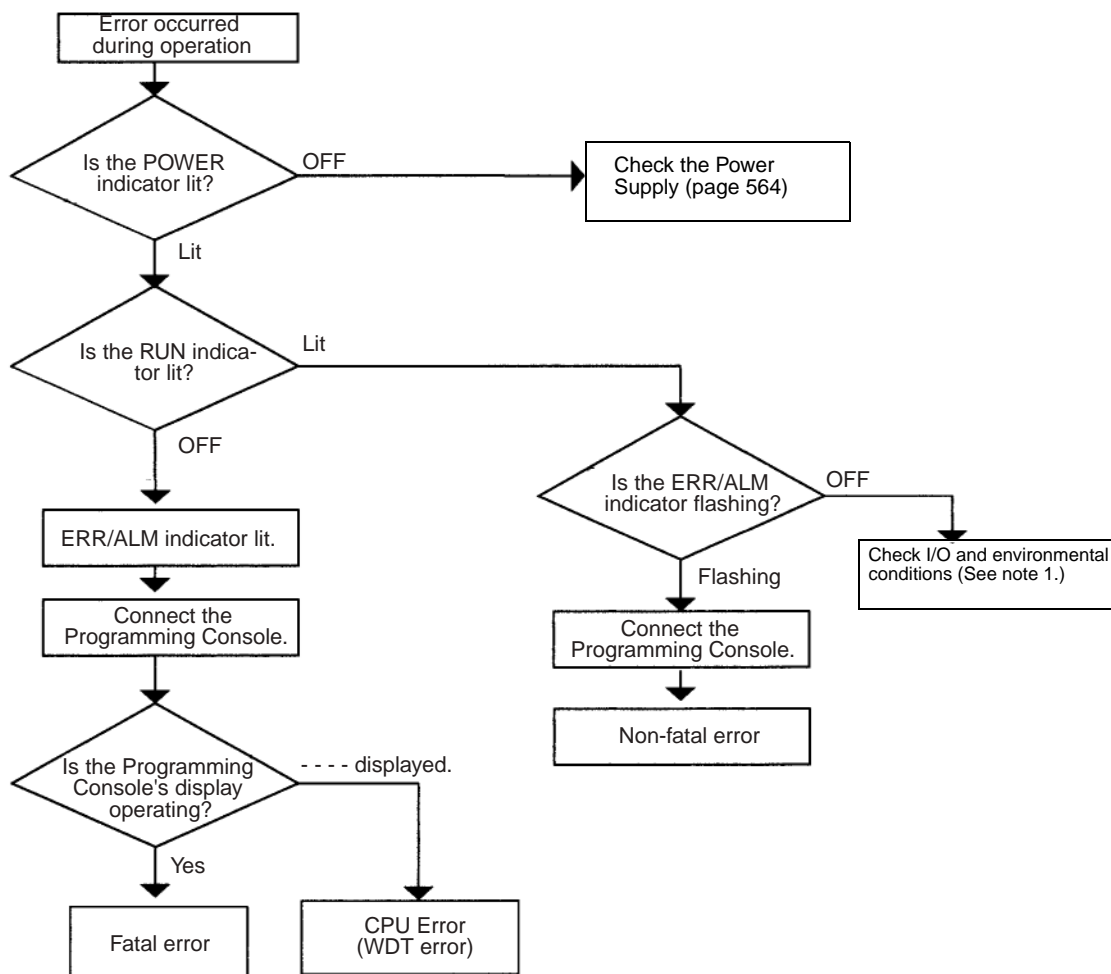 Error occurred
during operation
Is the POWER
indicator lit?
OFF
Check the Power
Supply (page 564)
Lit
Is the RUN indica-
tor lit?
Lit
OFF
Is the ERR/ALM
indicator flashing?
OFF
ERR/ALM indicator lit.
Check I/O and environmental
conditions (See note 1.)
Flashing
Connect the
Programming Console.
Connect the
Programming Console.
Non-fatal error
Is the Programming
Console's display
operating?
- - - - displayed.
Yes
Fatal error
CPU Error
(WDT error)